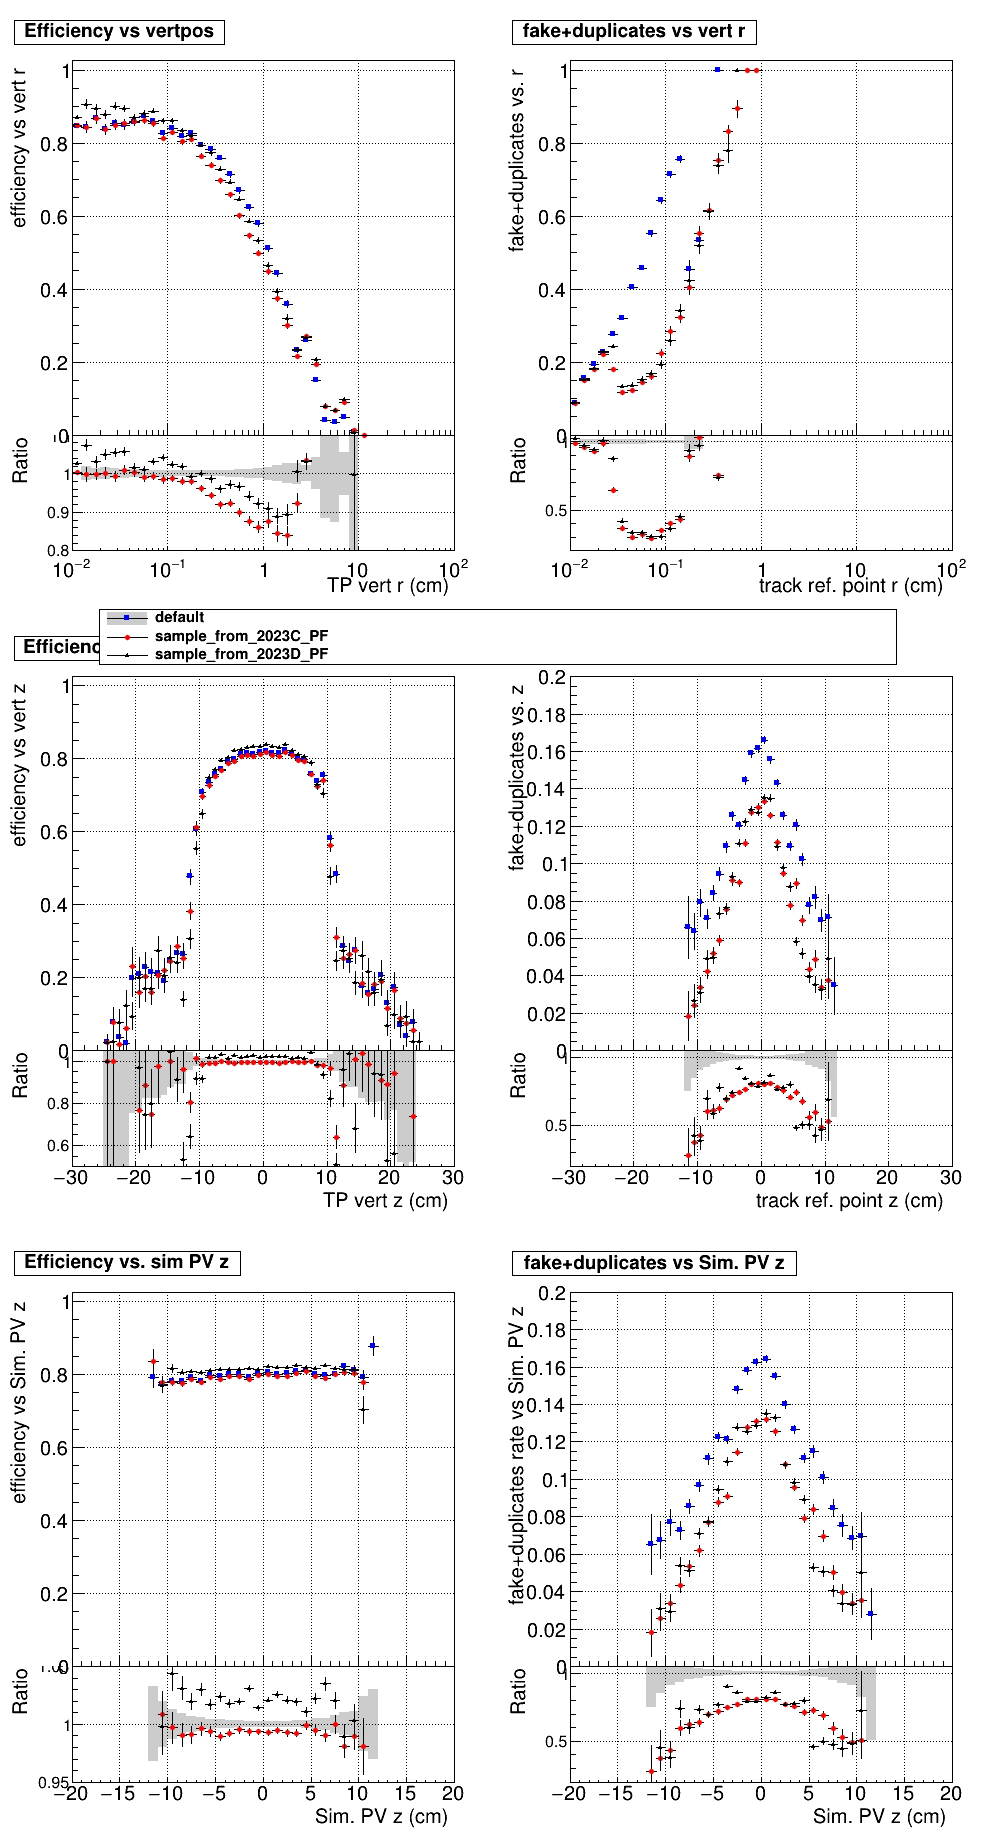 Efficiency vs vertpos
fake+duplicates vs vert r
efficiency vs vert r
1
0.8
0.6
0.4
0.2
0
Ratio
1
0.9
0.8
10−2
10−1
1
10
102
TP vert r (cm)
fake+duplicates vs. r
1
0.8
0.6
0.4
0.2
0
Ratio
1
0.5
10−2
10−1
1
10
102
track ref. point r (cm)
default
sample_from_2023C_PF
sample_from_2023D_PF
efficiency vs vert z
1
0.8
0.6
0.4
0.2
0
Ratio
1
0.8
0.6
−30 −20 −10 0 10 20 30
TP vert z (cm)
fake+duplicates vs. z
0.2
0.18
0.16
0.14
0.12
0.1
0.08
0.06
0.04
0.02
0
Ratio
1
0.5
−30 −20 −10 0 10 20 30
track ref. point z (cm)
Efficiency vs. sim PV z
fake+duplicates vs Sim. PV z
efficiency vs Sim. PV z
1
0.8
0.6
0.4
0.2
0
Ratio
1
0.95
−20 −15 −10 −5 0 5 10 15 20
Sim. PV z (cm)
fake+duplicates rate vs Sim. PV z
0.2
0.18
0.16
0.14
0.12
0.1
0.08
0.06
0.04
0.02
0
Ratio
1
0.5
−20 −15 −10 −5 0 5 10 15 20
Sim. PV z (cm)